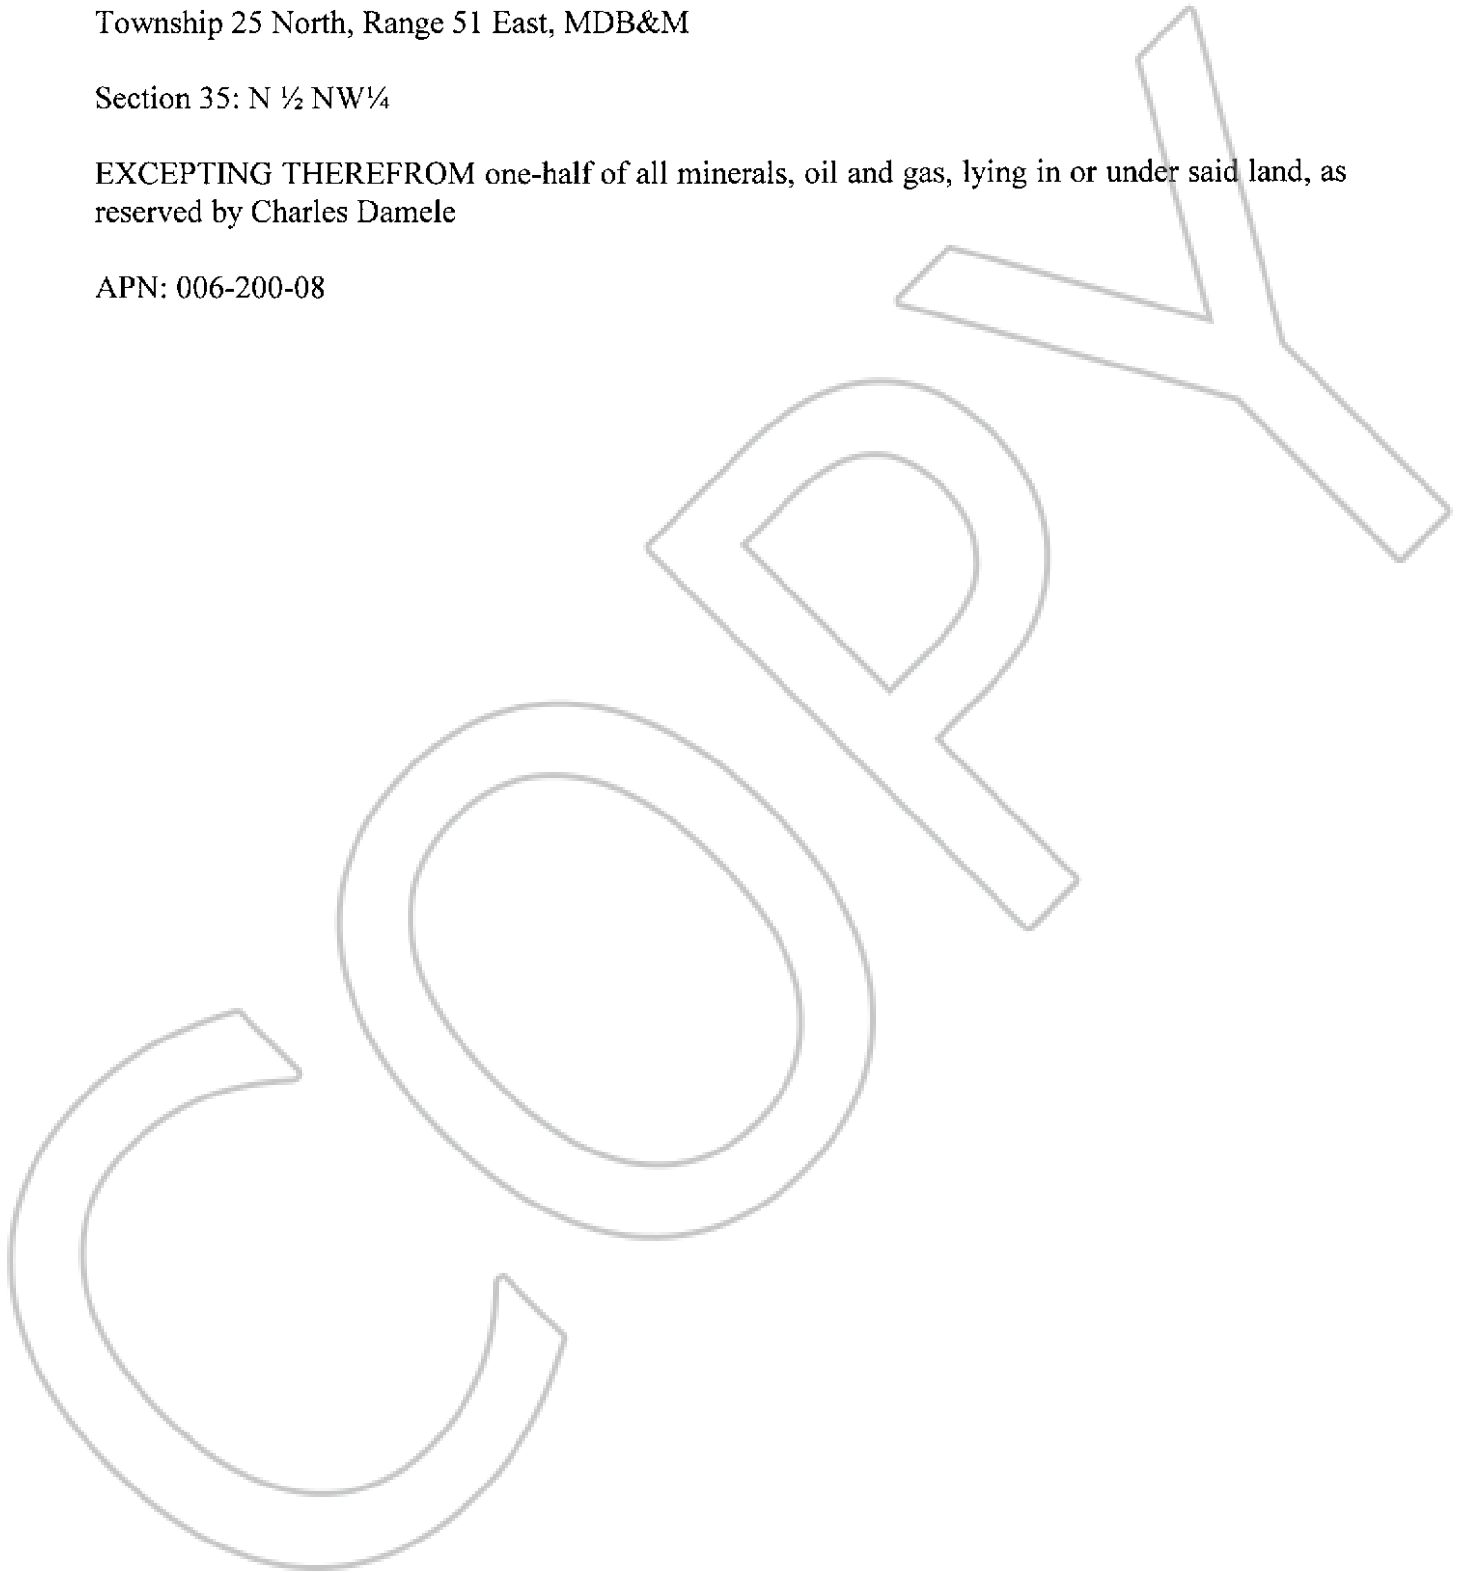 Township 25 North, Range 51 East, MDB&M
Section 35: N ½ NW¼
EXCEPTING THEREFROM one-half of all minerals, oil and gas, lying in or under said land, as
reserved by Charles Damele
APN: 006-200-08
COPY